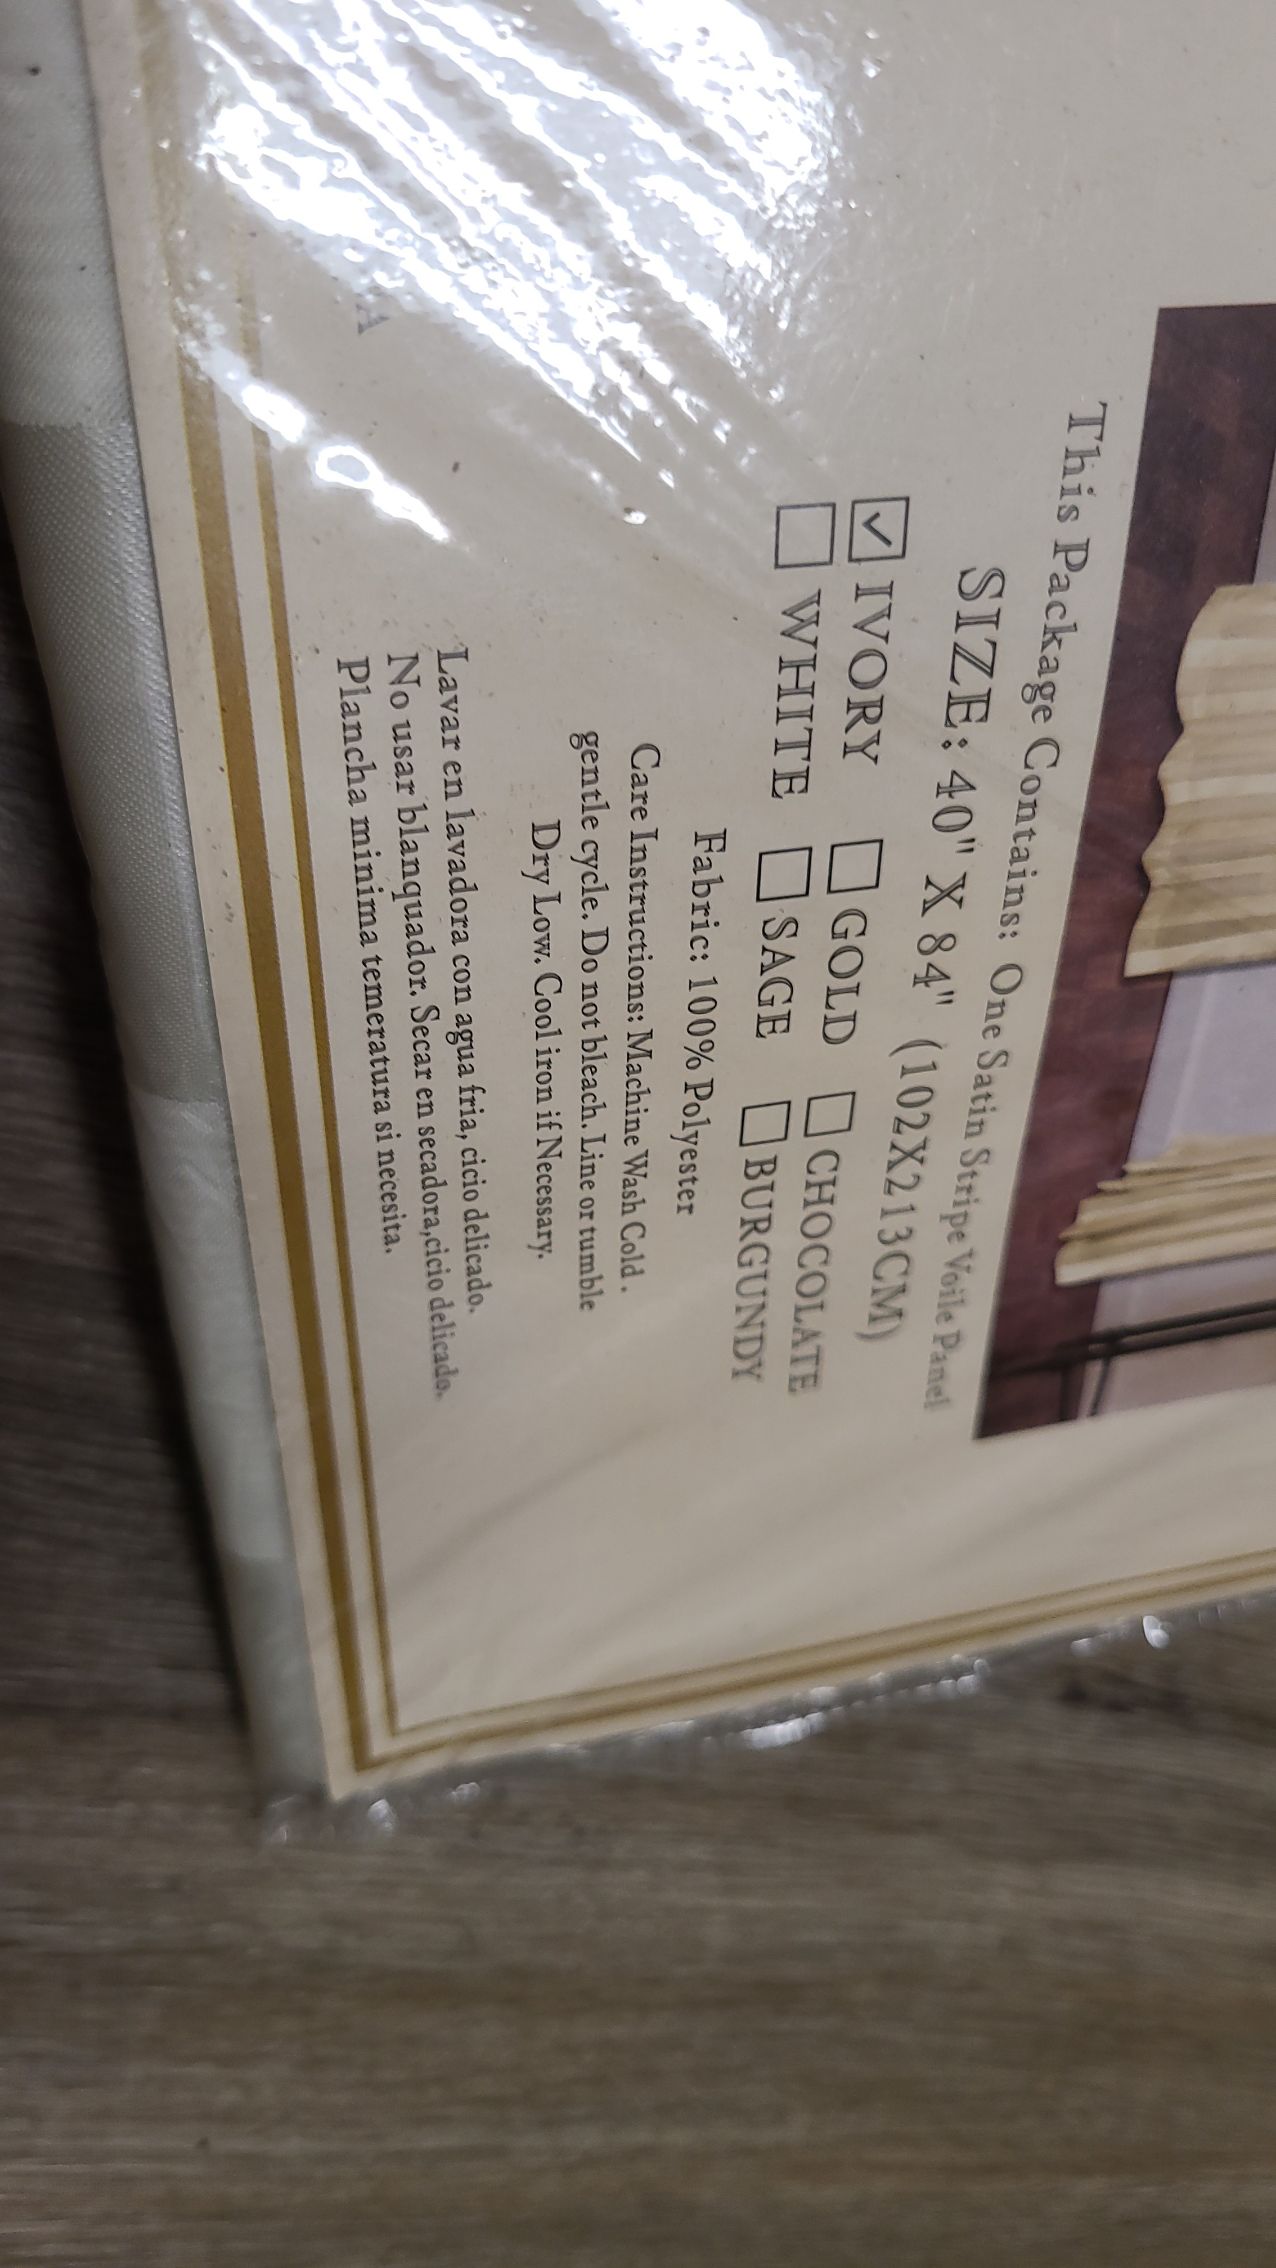 This Package Contains: One Satin Stripe Voile Panel
SIZE: 40" X 84" (102X213CM)
IVORY GOLD CHOCOLATE
WHITE SAGE BURGUNDY
Fabric: 100% Polyester
Care Instructions: Machine Wash Cold.
gentle cycle. Do not bleach. Line or tumble
Dry Low. Cool iron if Necessary.
Lavar en lavadora con agua fria, cicio delicado.
No usar blanquador. Secar en secadora,cicio delicado.
Plancha minima temeratura si necesita.